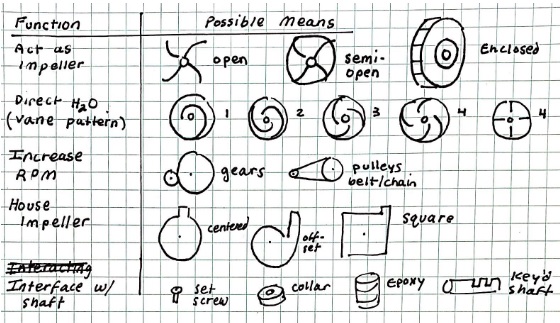 Function Possible Means
Act as
impeller
open
semi-
open
Enclosed
Direct H2O
(vane pattern)
1 2 3 4 4
Increase
RPM
gears
pulleys
belt/chain
House
Impeller
centered
off-
set
square
Interacting
Interface w/
shaft
set
screw
collar
Epoxy
Key'd
shaft